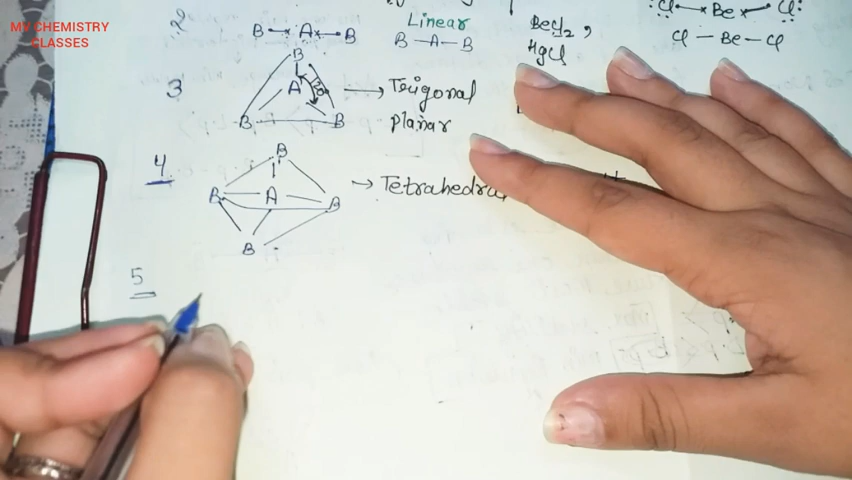 MY CHEMISTRY
CLASSES
2
B A B
Linear
B-A-B
BeCl2,
HgCl
:Cl Be Cl:
Cl-Be-Cl
3
B
A
B B
Trigonal
planar
4
B
B A B
B
Tetrahedral
5